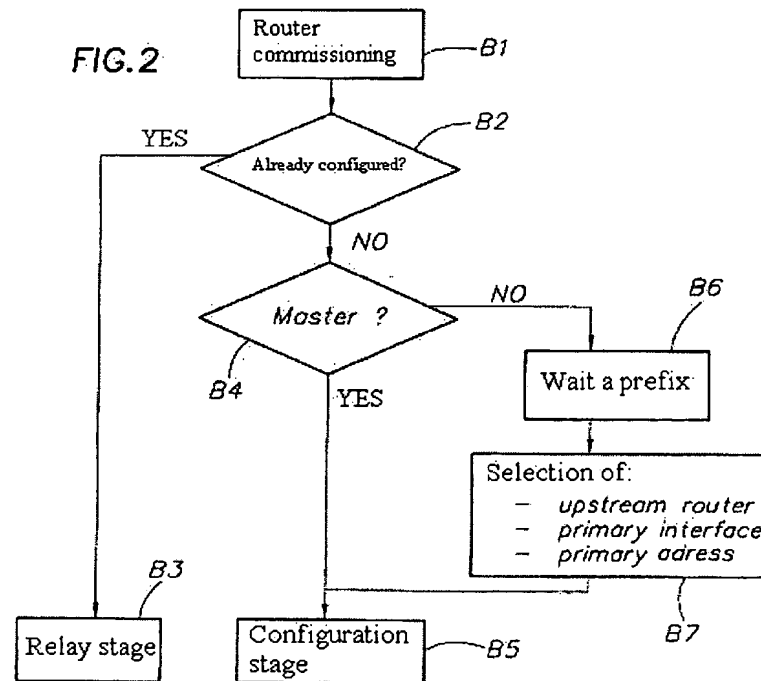 FIG.2
Router
commissioning
B1
B2
YES
Already configured?
NO
Master ?
NO
B6
B4
YES
Wait a prefix
Selection of:
- upstream router
- primary interface
- primary adress
B3
B7
Relay stage
Configuration
stage
B5